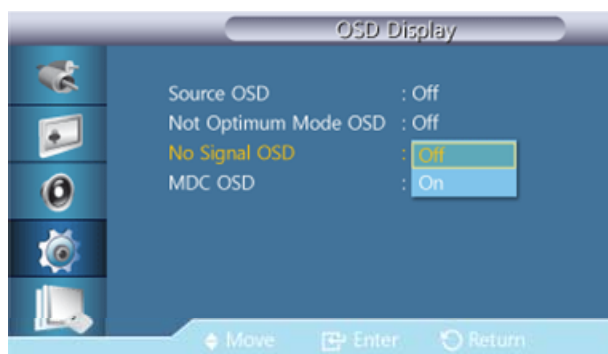 OSD Display
Source OSD : Off
Not Optimum Mode OSD : Off
No Signal OSD : Off
MDC OSD : On
Move Enter Return